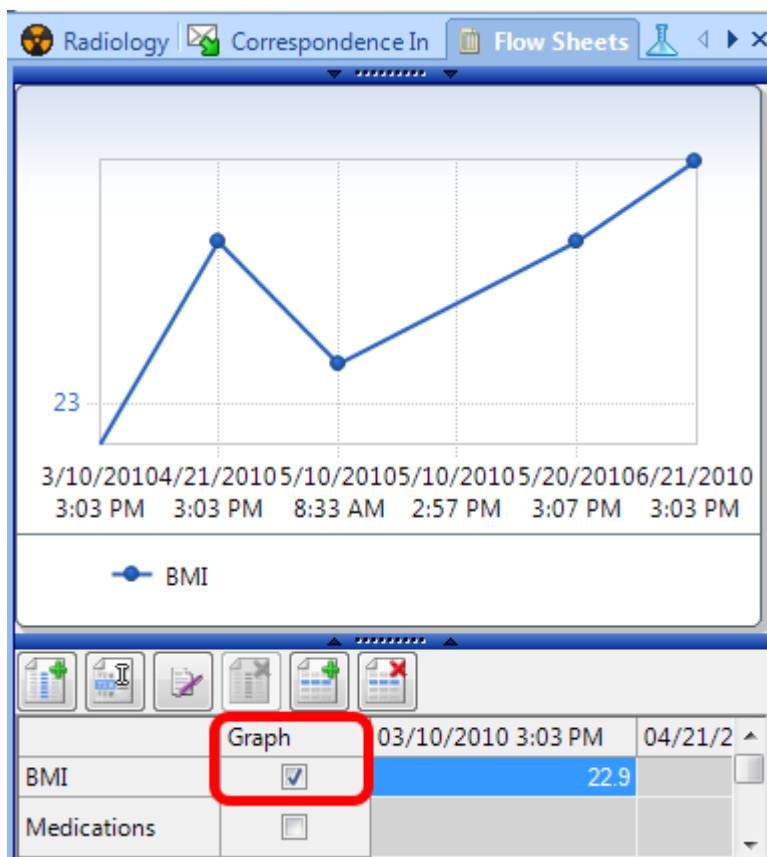 Radiology Correspondence In Flow Sheets
23
3/10/2010 4/21/2010 5/10/2010 5/10/2010 5/20/2010 6/21/2010
3:03 PM 3:03 PM 8:33 AM 2:57 PM 3:07 PM 3:03 PM
BMI
Graph 03/10/2010 3:03 PM 04/21/2
BMI 22.9
Medications